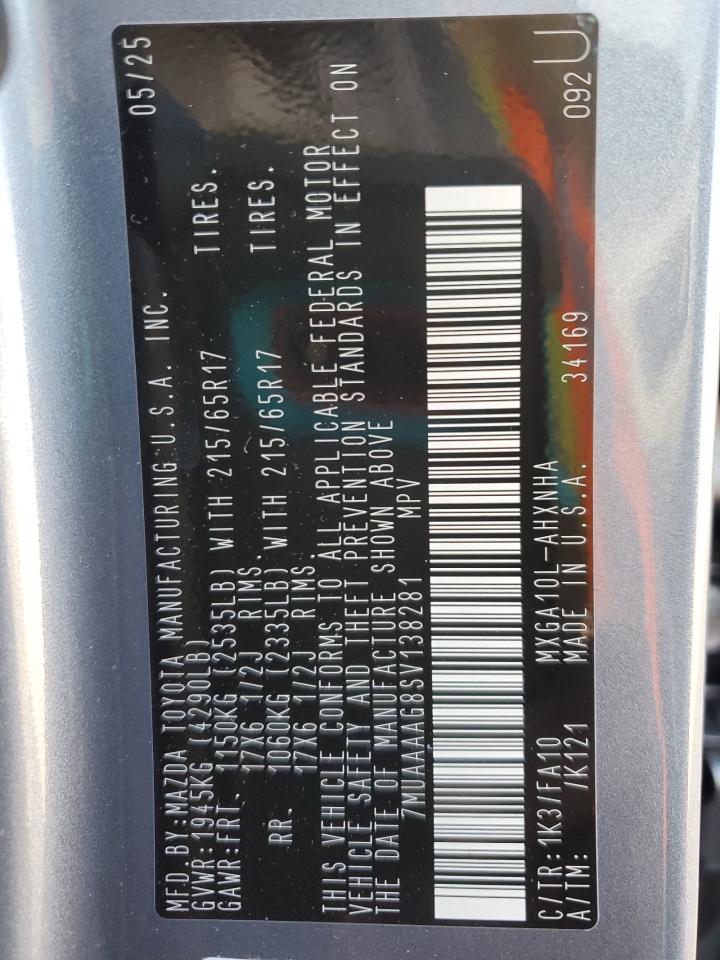 MFD.BY:MAZDA TOYOTA MANUFACTURING U.S.A. INC. 05/25
GVWR:1945KG (4290LB)
GAWR:FRT. 1150KG (2535LB) WITH 215/65R17 TIRES.
17X6 1/2J RIMS.
RR. 1060KG (2335LB) WITH 215/65R17 TIRES.
17X6 1/2J RIMS.
THIS VEHICLE CONFORMS TO ALL APPLICABLE FEDERAL MOTOR
VEHICLE SAFETY AND THEFT PREVENTION STANDARDS IN EFFECT ON
THE DATE OF MANUFACTURE SHOWN ABOVE
7MUAAAAG8SV138281 MPV
C/TR:1K3/FA10 MXGA10L-AHXNHA
A/TM: /K121 MADE IN U.S.A. 34169 092U